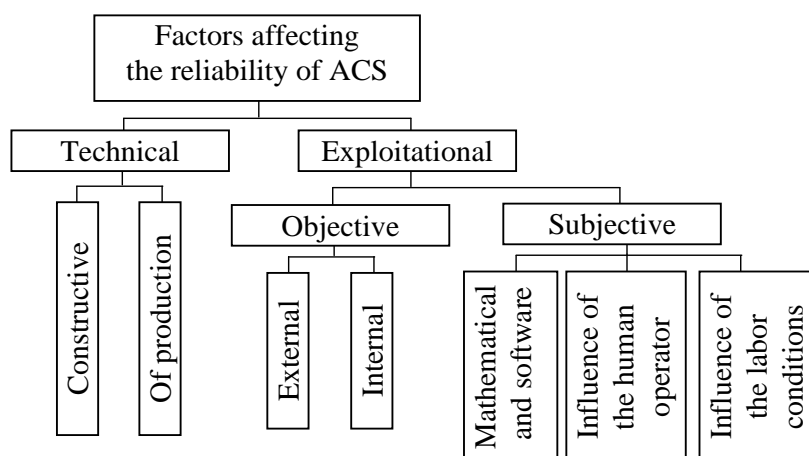 Factors affecting
the reliability of ACS
Technical
Exploitational
Objective
Subjective
Constructive
Of production
External
Internal
Mathematical
and software
Influence of
the human
operator
Influence of
the labor
conditions